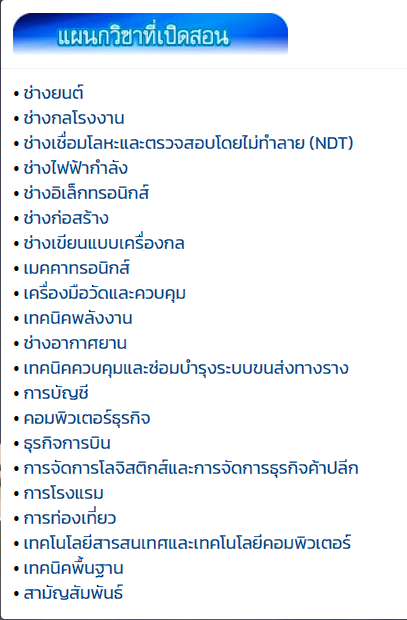 แผนกวิชาที่เปิดสอน
• ช่างยนต์
• ช่างกลโรงงาน
• ช่างเชื่อมโลหะและตรวจสอบโดยไม่ทำลาย (NDT)
• ช่างไฟฟ้ากำลัง
• ช่างอิเล็กทรอนิกส์
• ช่างก่อสร้าง
• ช่างเขียนแบบเครื่องกล
• เมคคาทรอนิกส์
• เครื่องมือวัดและควบคุม
• เทคนิคพลังงาน
• ช่างอากาศยาน
• เทคนิคควบคุมและซ่อมบำรุงระบบขนส่งทางราง
• การบัญชี
• คอมพิวเตอร์ธุรกิจ
• ธุรกิจการบิน
• การจัดการโลจิสติกส์และการจัดการธุรกิจค้าปลีก
• การโรงแรม
• การท่องเที่ยว
• เทคโนโลยีสารสนเทศและเทคโนโลยีคอมพิวเตอร์
• เทคนิคพื้นฐาน
• สามัญสัมพันธ์